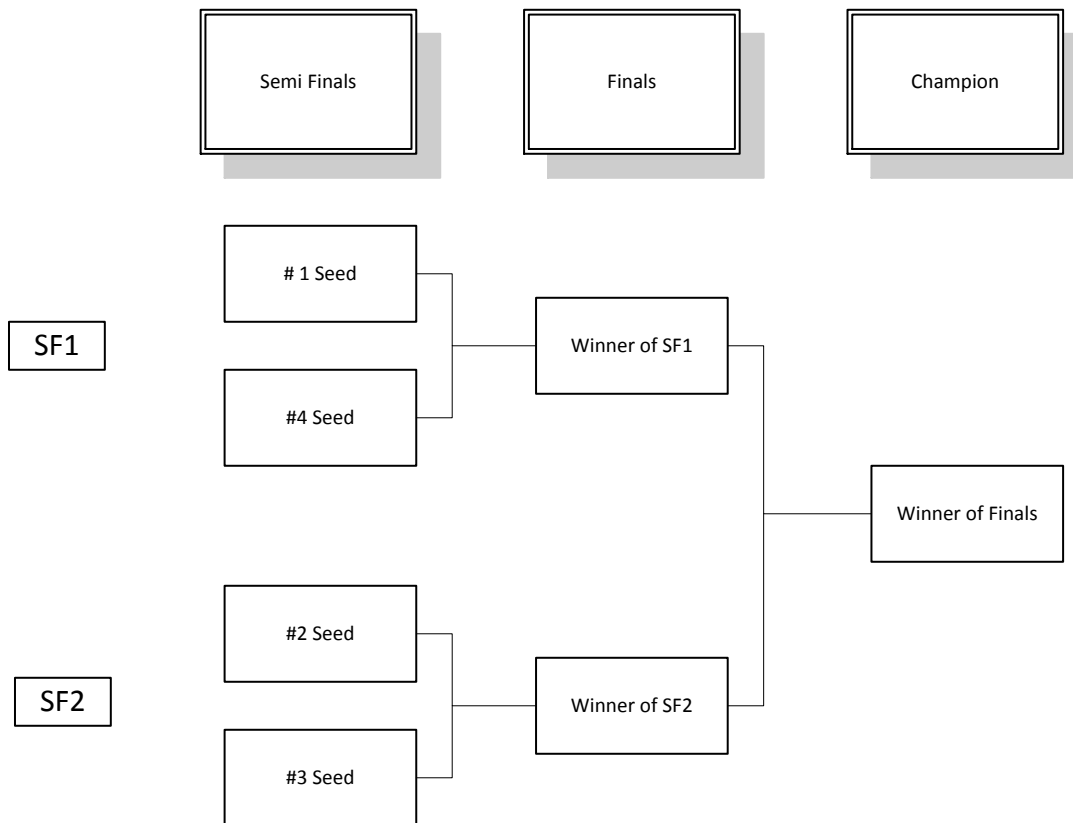 Semi Finals
Finals
Champion
# 1 Seed
SF1
#4 Seed
Winner of SF1
Winner of Finals
#2 Seed
SF2
#3 Seed
Winner of SF2